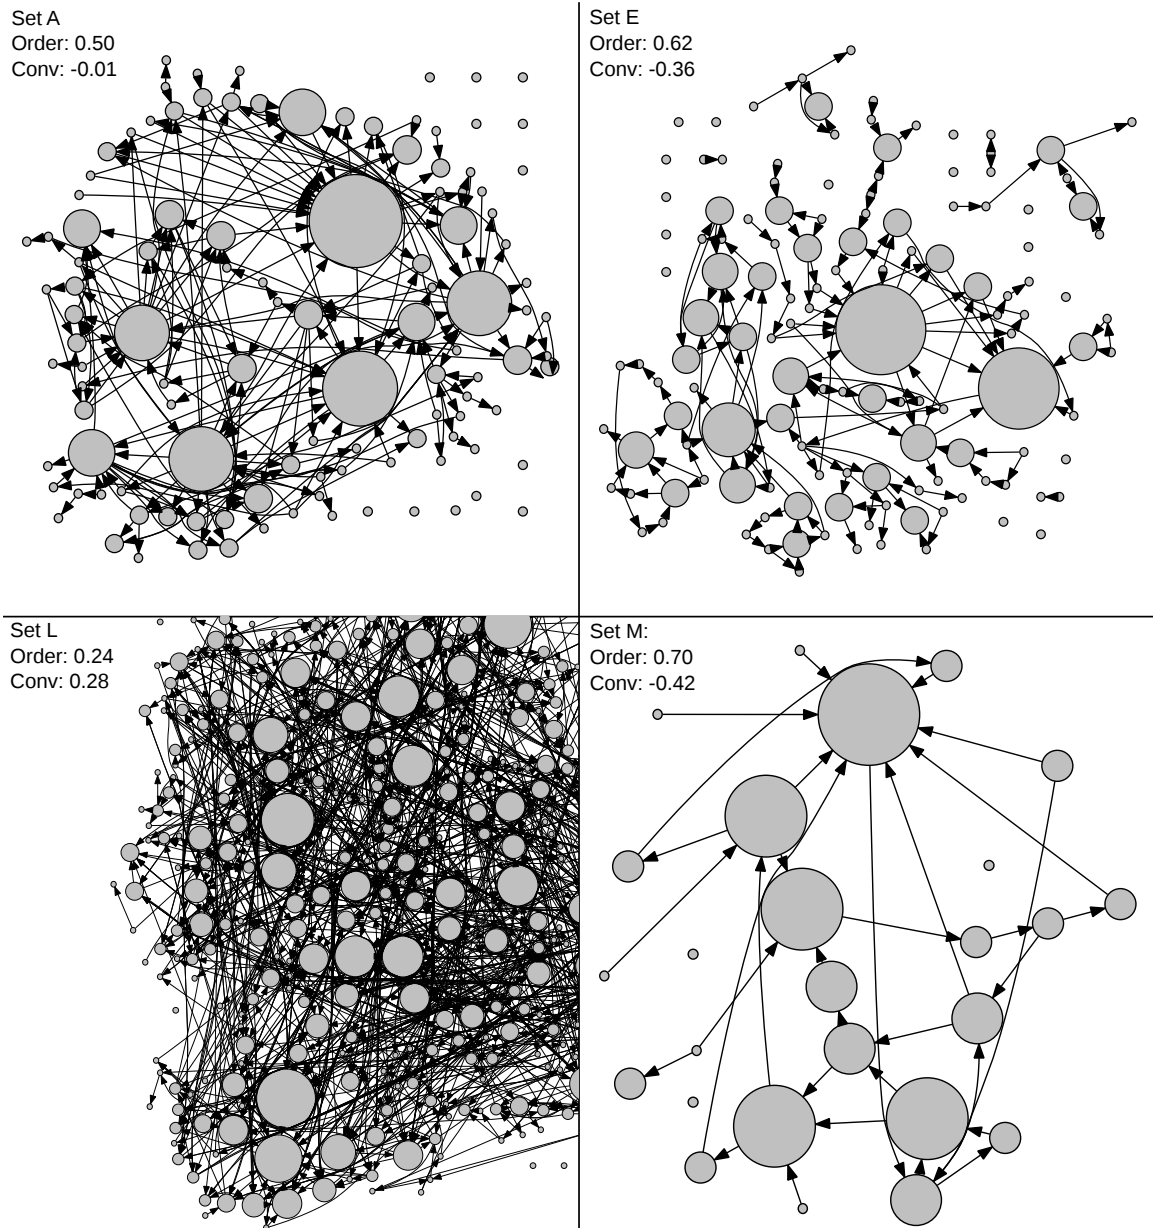 Set A
Order: 0.50
Conv: -0.01
Set E
Order: 0.62
Conv: -0.36
Set L
Order: 0.24
Conv: 0.28
Set M:
Order: 0.70
Conv: -0.42